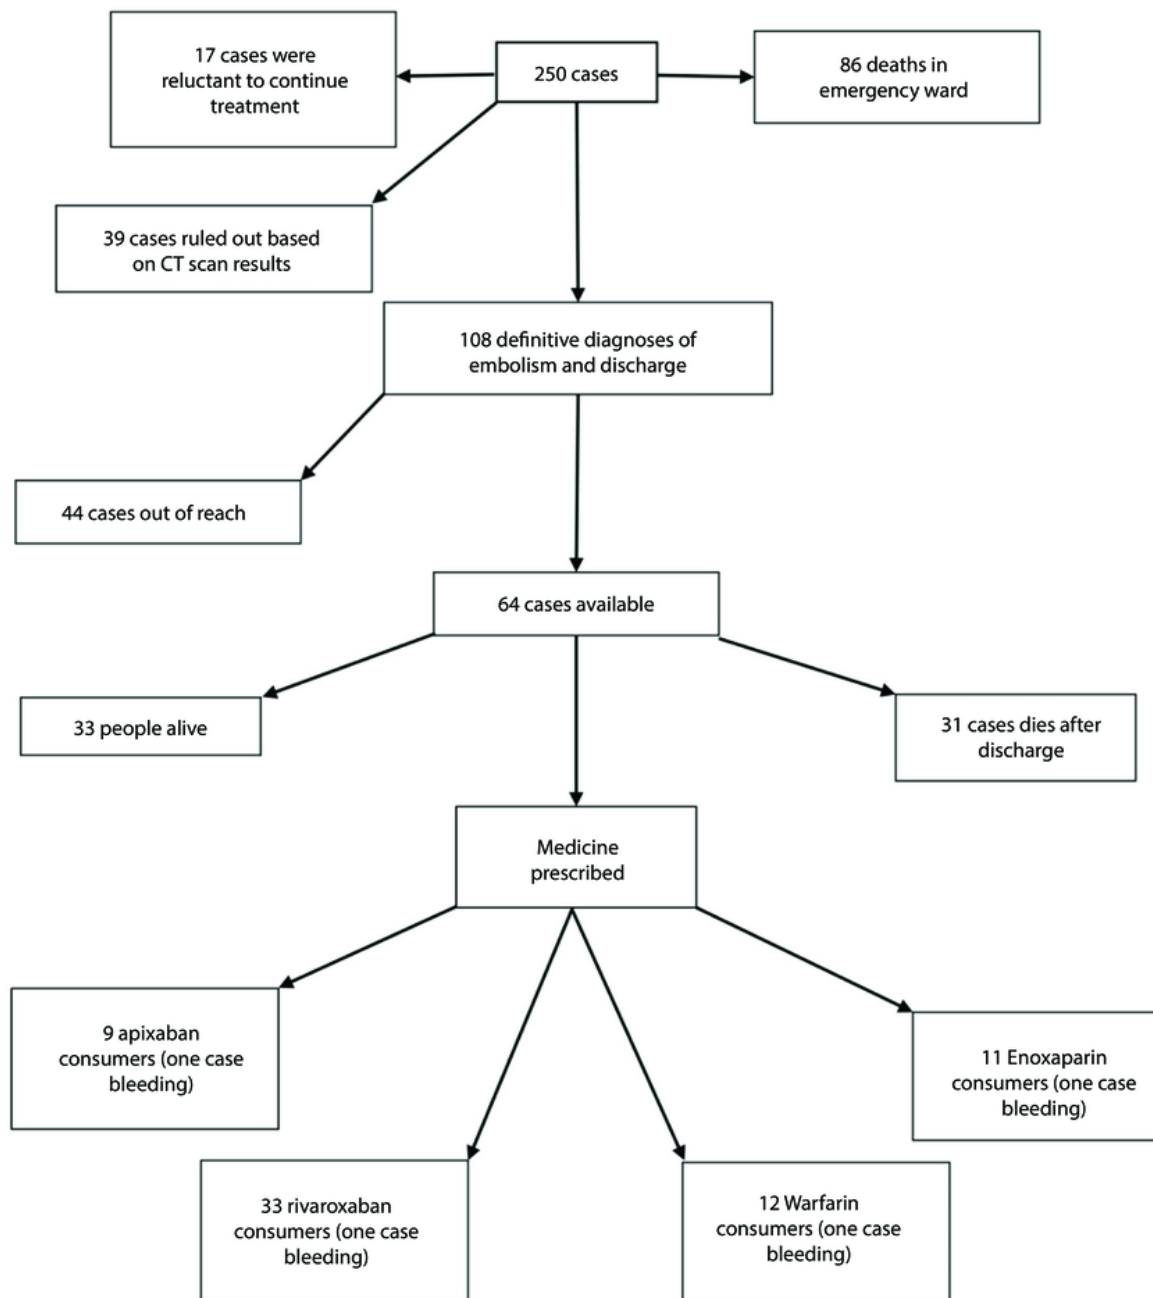 17 cases were
reluctant to continue
treatment
250 cases
86 deaths in
emergency ward
39 cases ruled out based
on CT scan results
108 definitive diagnoses of
embolism and discharge
44 cases out of reach
64 cases available
33 people alive
31 cases dies after
discharge
Medicine
prescribed
9 apixaban
consumers (one case
bleeding)
11 Enoxaparin
consumers (one case
bleeding)
33 rivaroxaban
consumers (one case
bleeding)
12 Warfarin
consumers (one case
bleeding)